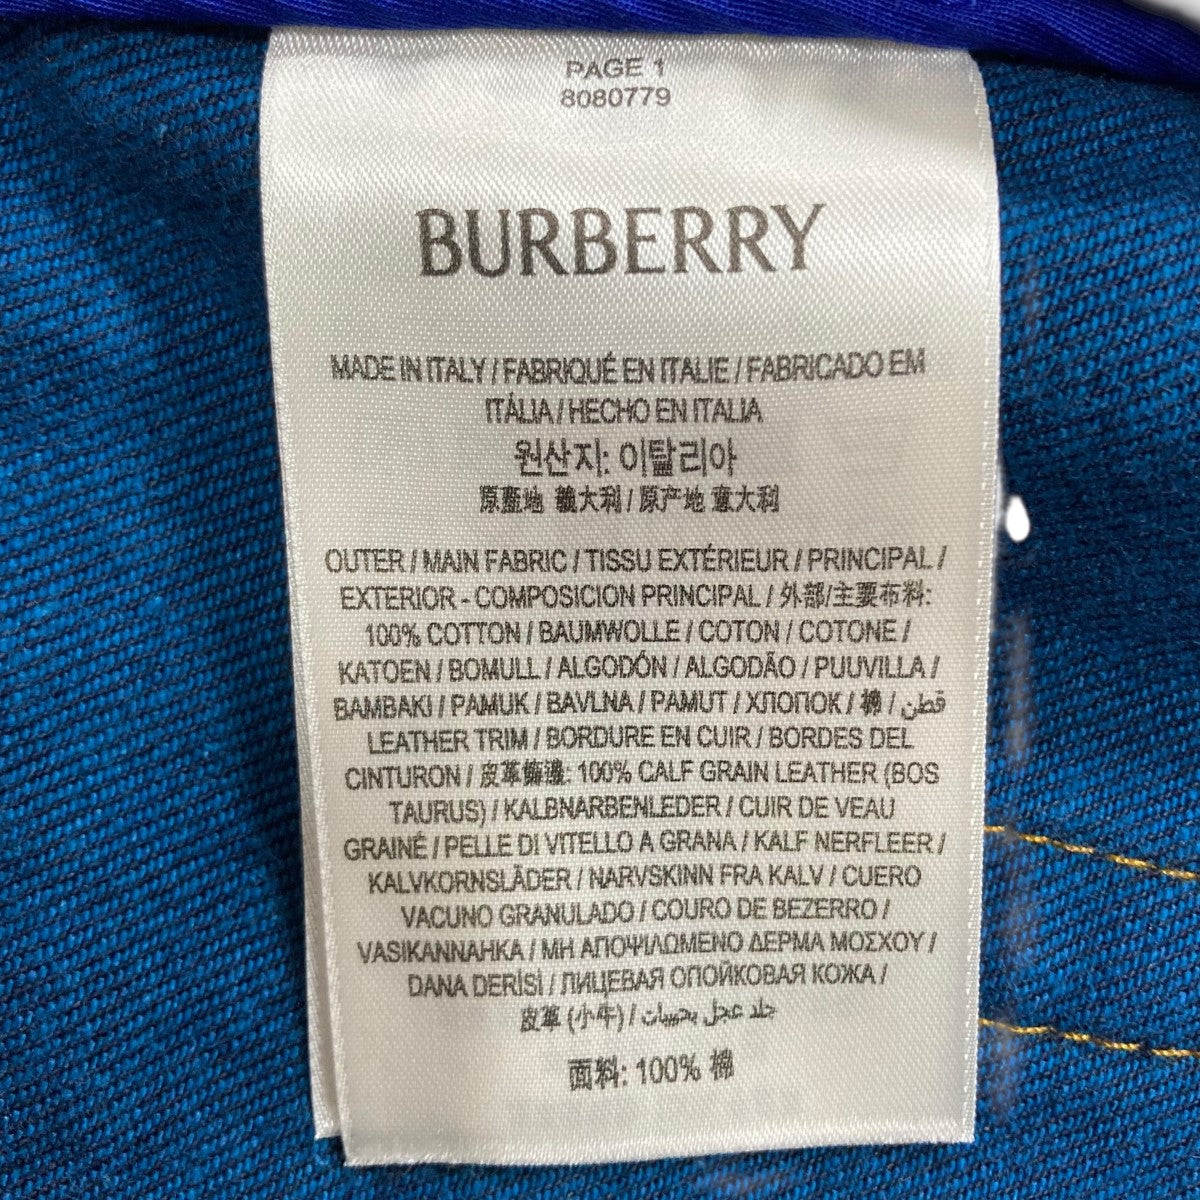 PAGE 1
8080779
BURBERRY
MADE IN ITALY / FABRIQUÉ EN ITALIE / FABRICADO EM
ITÁLIA / HECHO EN ITALIA
원산지: 이탈리아
原產地 義大利 / 原产地 意大利
OUTER / MAIN FABRIC / TISSU EXTÉRIEUR / PRINCIPAL /
EXTERIOR - COMPOSICION PRINCIPAL / 外部/主要布料:
100% COTTON / BAUMWOLLE / COTON / COTONE /
KATOEN / BOMULL / ALGODÓN / ALGODÃO / PUUVILLA /
BAMBAKI / PAMUK / BAVLNA / PAMUT / ХЛОПОК / 棉 / قطن
LEATHER TRIM / BORDURE EN CUIR / BORDES DEL
CINTURON / 皮革飾邊: 100% CALF GRAIN LEATHER (BOS
TAURUS) / KALBNARBENLEDER / CUIR DE VEAU
GRAINÉ / PELLE DI VITELLO A GRANA / KALF NERFLEER /
KALVKORNSLÄDER / NARVSKINN FRA KALV / CUERO
VACUNO GRANULADO / COURO DE BEZERRO /
VASIKANNAHKA / ΜΗ ΑΠΟΨΙΛΩΜΕΝΟ ΔΕΡΜΑ ΜΟΣΧΟΥ /
DANA DERİSİ / ЛИЦЕВАЯ ОПОЙКОВАЯ КОЖА /
皮革 (小牛) / جلد عجل بحبيبات
面料: 100% 棉